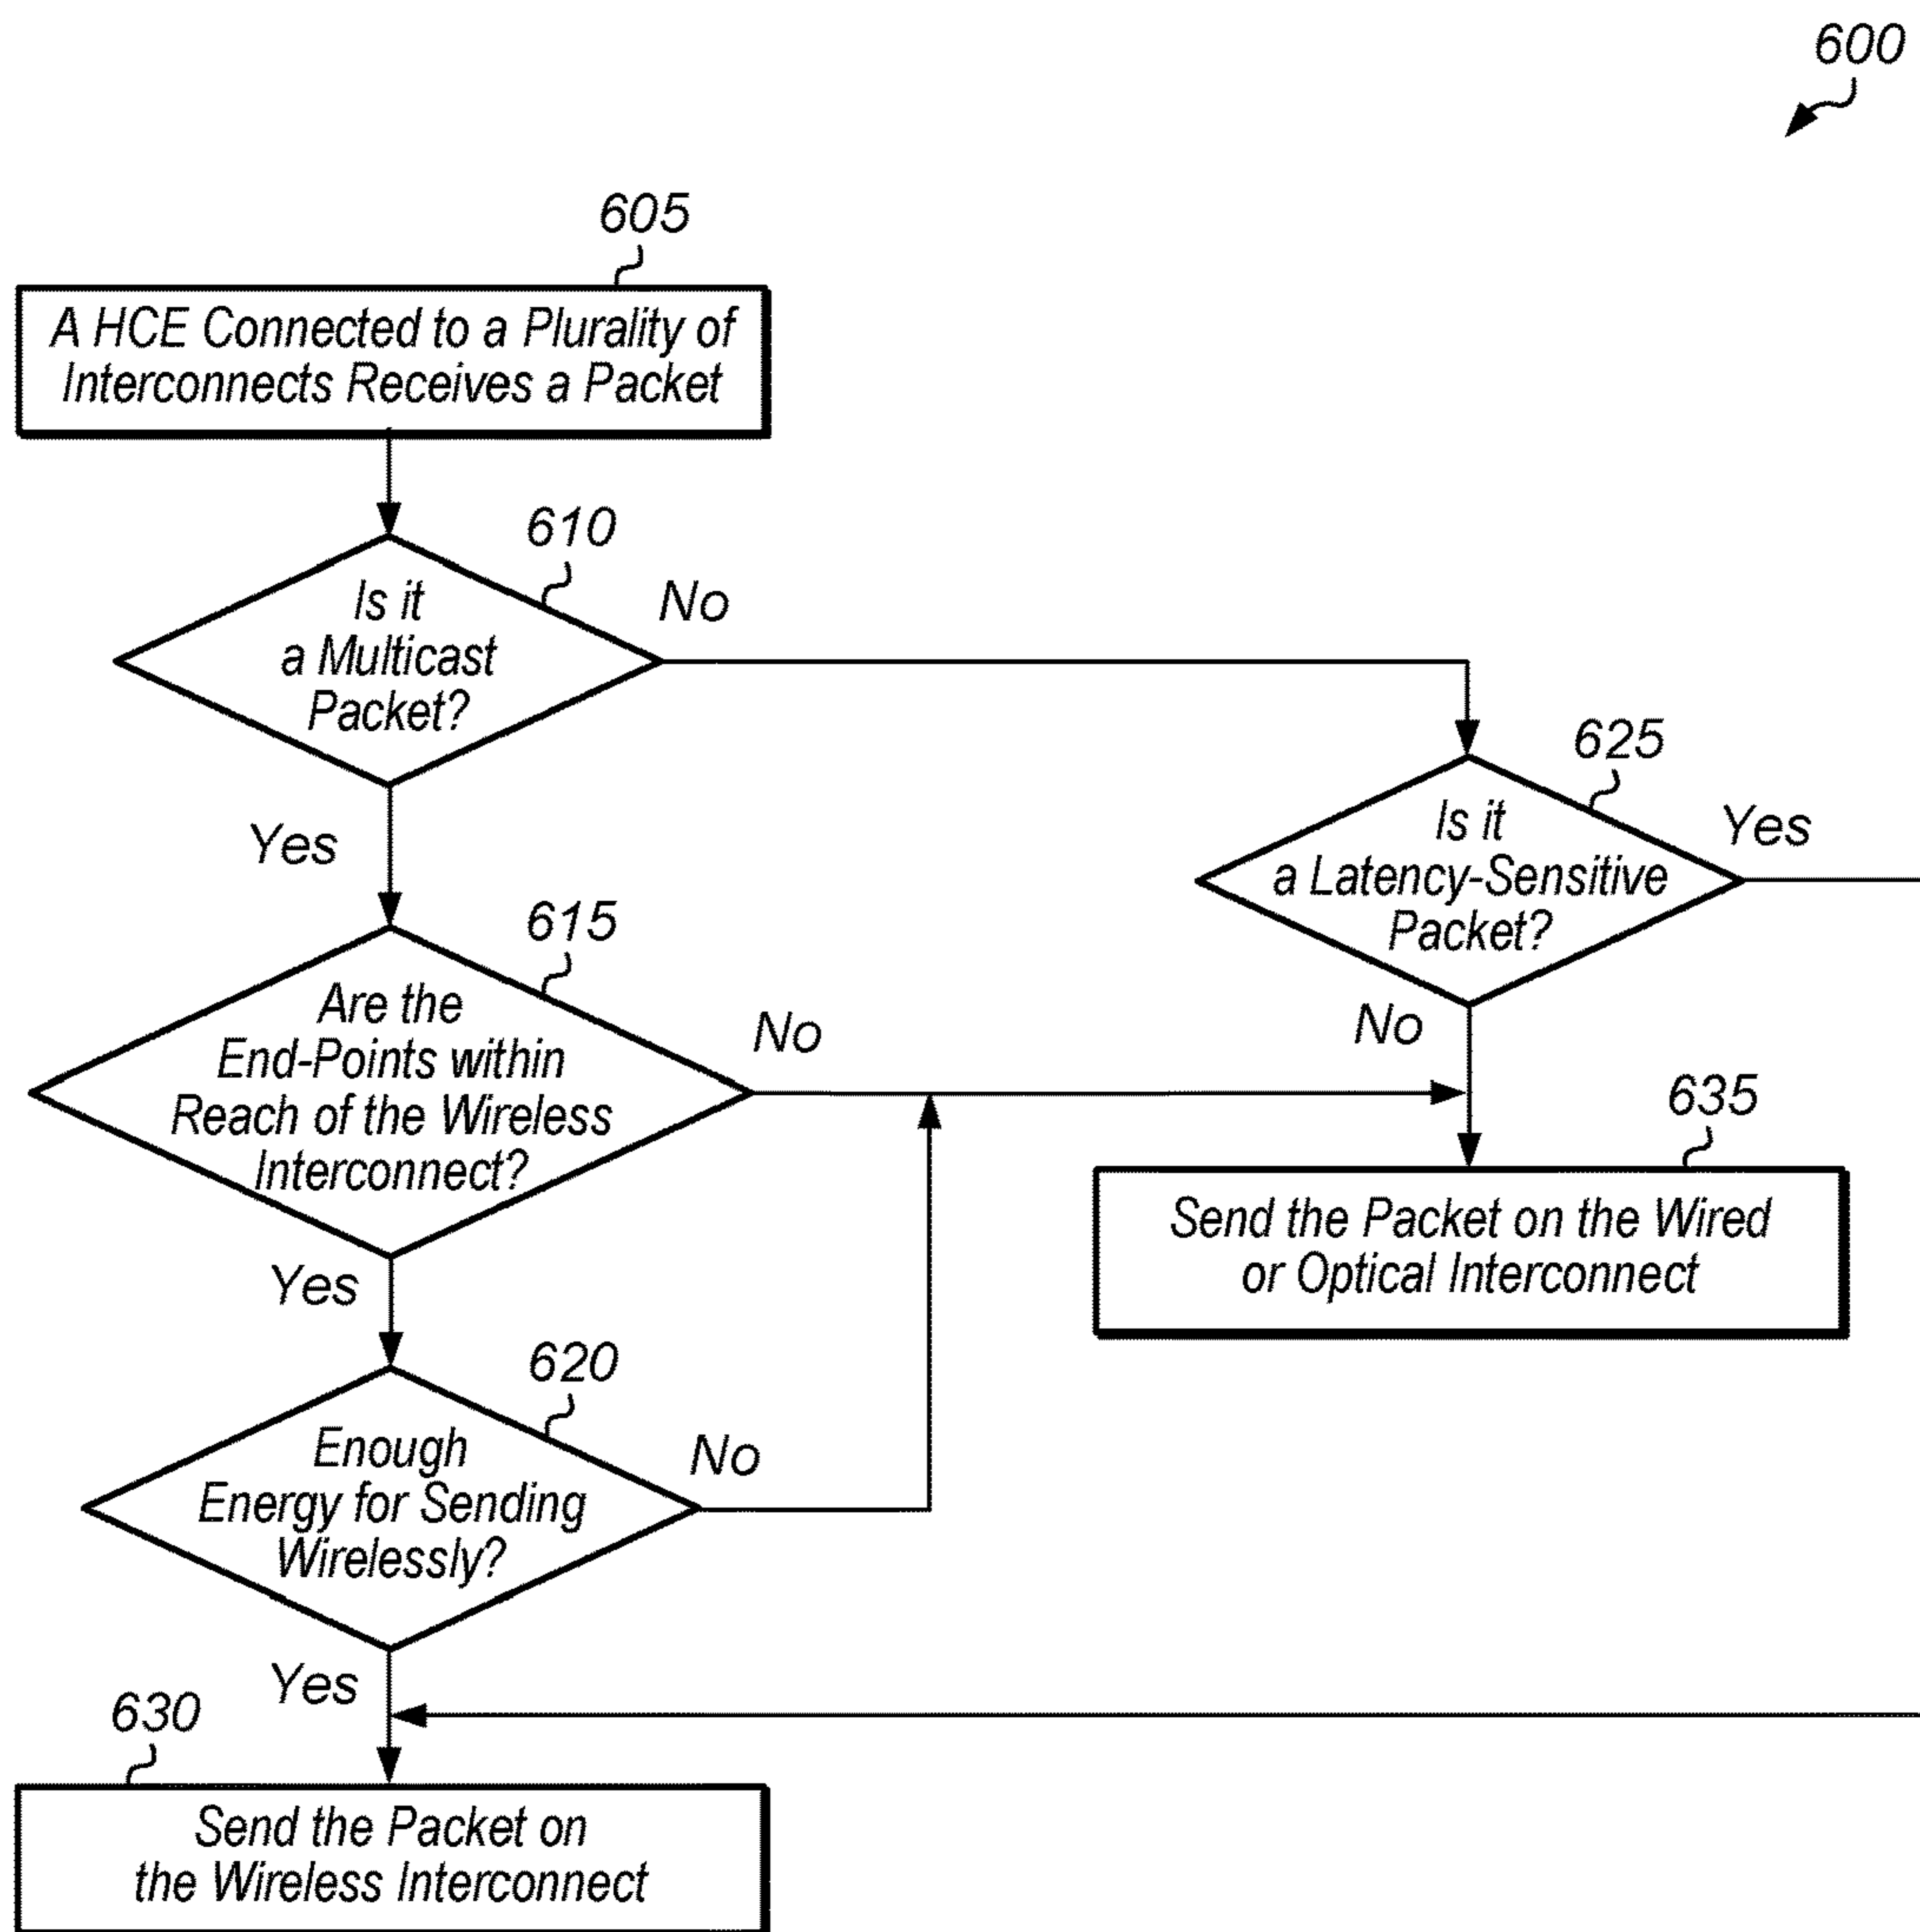 600
605
A HCE Connected to a Plurality of
Interconnects Receives a Packet
610
Is it
a Multicast
Packet?
No
Yes
625
Is it
a Latency-Sensitive
Packet?
Yes
No
615
Are the
End-Points within
Reach of the Wireless
Interconnect?
No
Yes
635
Send the Packet on the Wired
or Optical Interconnect
620
Enough
Energy for Sending
Wirelessly?
No
Yes
630
Send the Packet on
the Wireless Interconnect